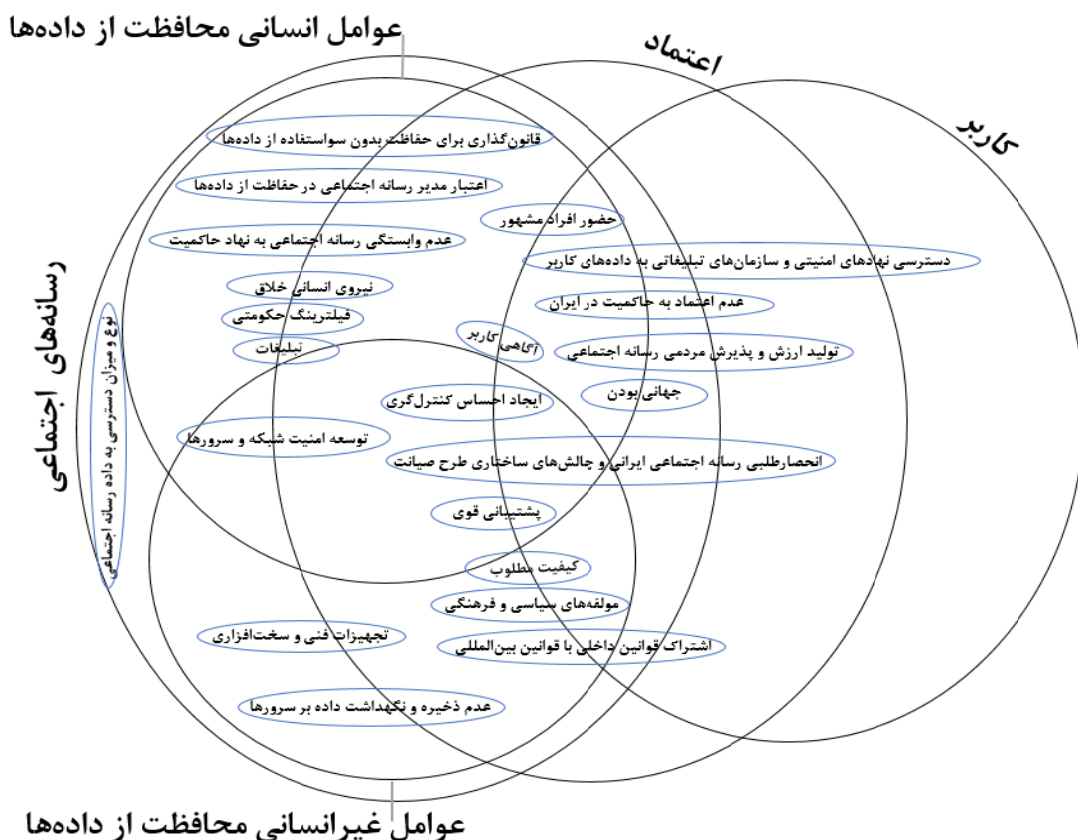 عوامل انسانی محافظت از داده‌ها
اعتماد
کاربر
قانون‌گذاری برای حفاظت بدون سواستفاده از داده‌ها
اعتبار مدیر رسانه اجتماعی در حفاظت از داده‌ها
حضور افراد مشهور
عدم وابستگی رسانه اجتماعی به نهاد حاکمیت
دسترسی نهادهای امنیتی و سازمان‌های تبلیغاتی به داده‌های کاربر
نیروی انسانی خلاق
عدم اعتماد به حاکمیت در ایران
فیلترینگ حکومتی
آگاهی کاربر
تبلیغات
تولید ارزش و پذیرش مردمی رسانه اجتماعی
جهانی بودن
ایجاد احساس کنترل‌گری
توسعه امنیت شبکه و سرورها
انحصارطلبی رسانه اجتماعی ایرانی و چالش‌های ساختاری طرح صیانت
رسانه‌های اجتماعی
نوع و میزان دسترسی به داده رسانه اجتماعی
پشتیبانی قوی
کیفیت مطلوب
مولفه‌های سیاسی و فرهنگی
تجهیزات فنی و سخت‌افزاری
اشتراک قوانین داخلی با قوانین بین‌المللی
عدم ذخیره و نگهداشت داده بر سرورها
عوامل غیرانسانی محافظت از داده‌ها